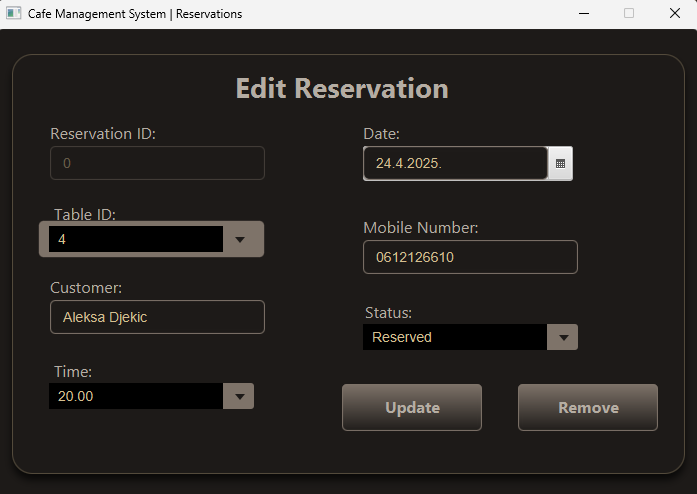 Cafe Management System | Reservations
Edit Reservation
Reservation ID:
0
Table ID:
4
Customer:
Aleksa Djekic
Time:
20.00
Date:
24.4.2025.
Mobile Number:
0612126610
Status:
Reserved
Update
Remove